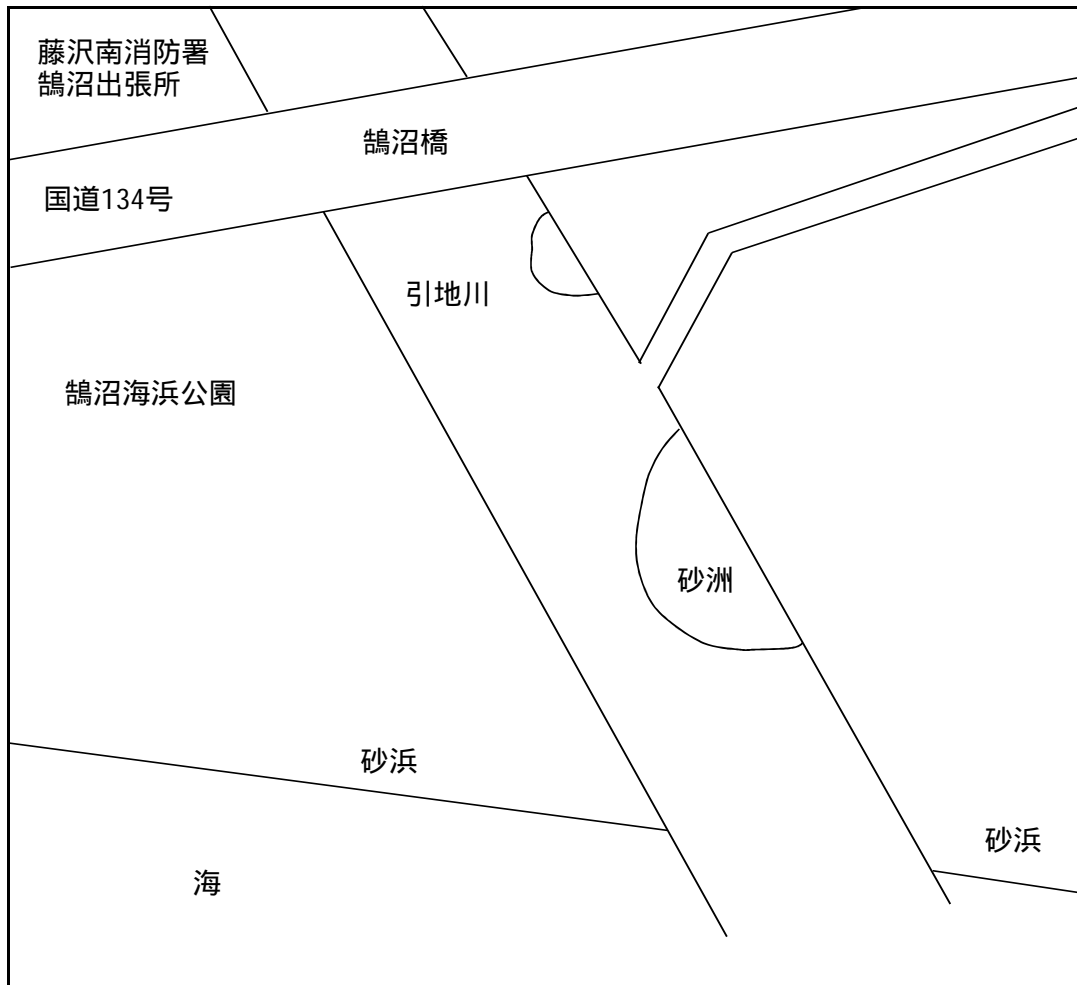 藤沢南消防署
鵠沼出張所
鵠沼橋
国道134号
引地川
鵠沼海浜公園
砂洲
砂浜
砂浜
海